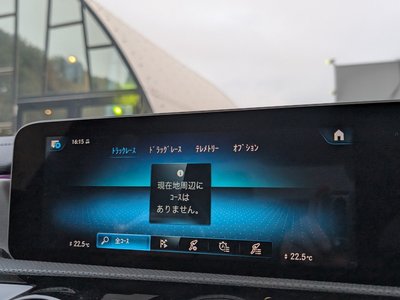 16:15
トラックレース ドラッグレース テレメトリー オプション
現在地周辺に
コースは
ありません。
全コース
22.5℃ 22.5℃